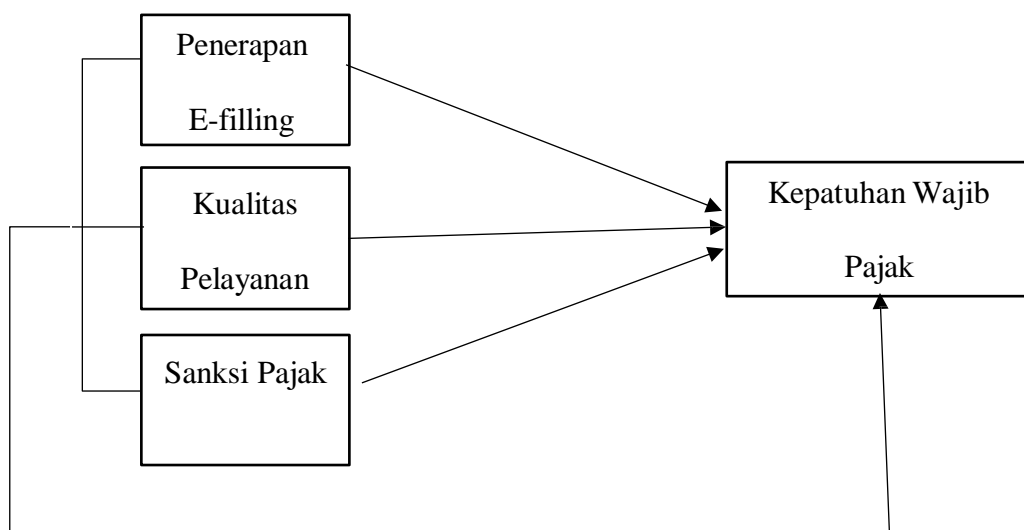 Penerapan
E-filling
Kualitas
Pelayanan
Sanksi Pajak
Kepatuhan Wajib
Pajak